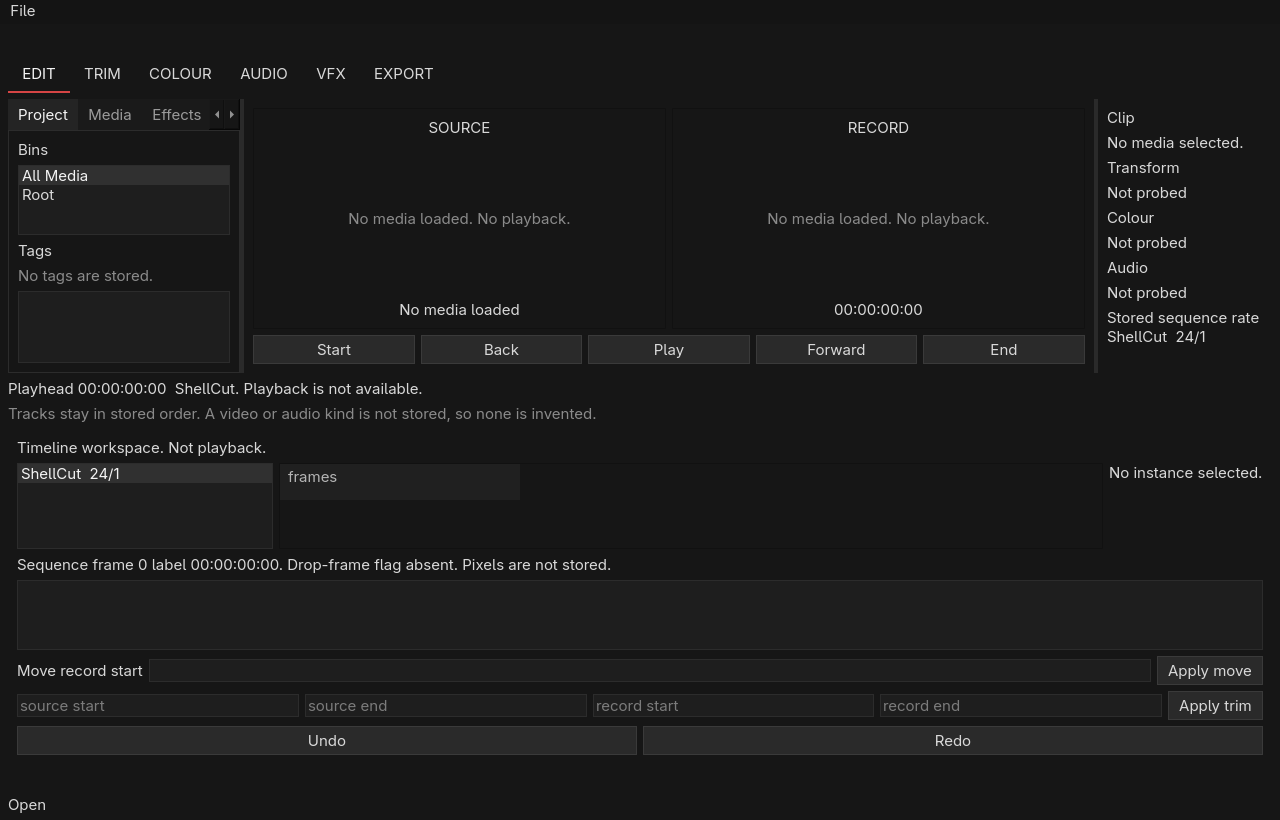 File
EDIT TRIM COLOUR AUDIO VFX EXPORT
Project Media Effects
Bins
All Media
Root
Tags
No tags are stored.
SOURCE
No media loaded. No playback.
No media loaded
RECORD
No media loaded. No playback.
00:00:00:00
Start Back Play Forward End
Clip
No media selected.
Transform
Not probed
Colour
Not probed
Audio
Not probed
Stored sequence rate
ShellCut 24/1
Playhead 00:00:00:00 ShellCut. Playback is not available.
Tracks stay in stored order. A video or audio kind is not stored, so none is invented.
Timeline workspace. Not playback.
ShellCut 24/1
frames
No instance selected.
Sequence frame 0 label 00:00:00:00. Drop-frame flag absent. Pixels are not stored.
Move record start Apply move
source start source end record start record end Apply trim
Undo Redo
Open